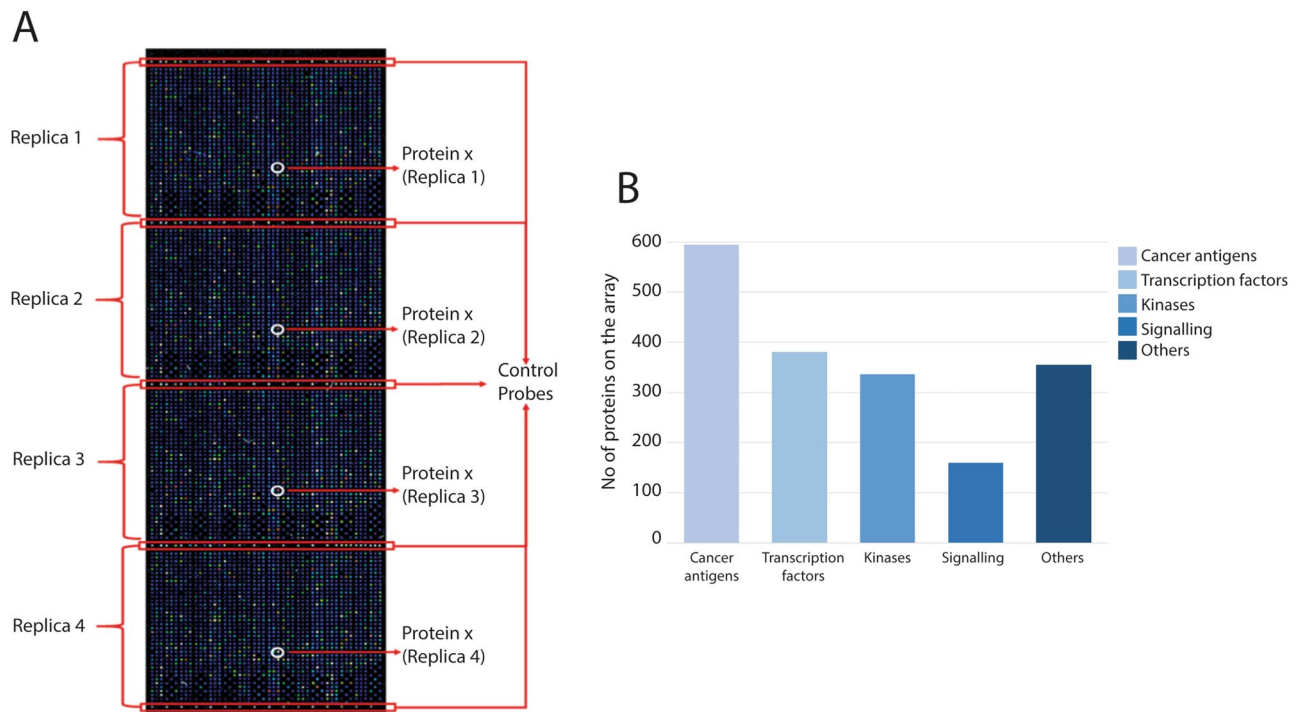 A
Replica 1
Protein x
(Replica 1)
Replica 2
Protein x
(Replica 2)
Control
Probes
Replica 3
Protein x
(Replica 3)
Replica 4
Protein x
(Replica 4)
B
No of proteins on the array
600
500
400
300
200
100
0
Cancer
antigens
Transcription
factors
Kinases
Signalling
Others
Cancer antigens
Transcription factors
Kinases
Signalling
Others